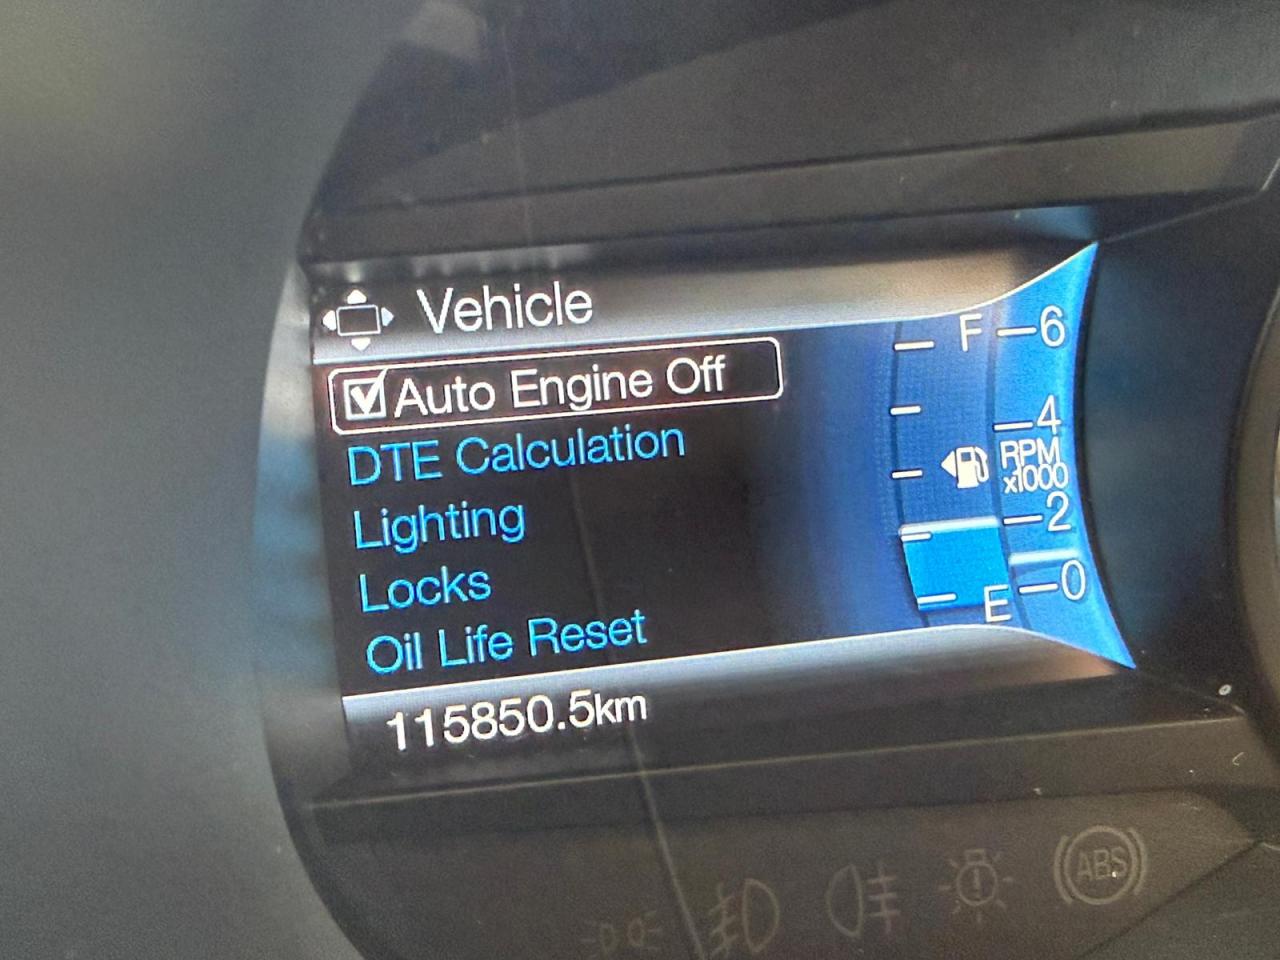 Vehicle
Auto Engine Off
DTE Calculation
Lighting
Locks
Oil Life Reset
115850.5km
F
E
6
4
RPM
x1000
2
0
ABS